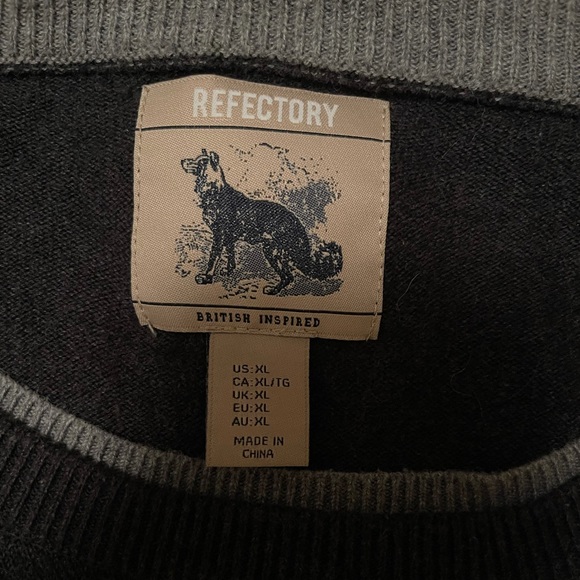 REFECTORY
BRITISH INSPIRED
US:XL
CA:XL/TG
UK:XL
EU:XL
AU:XL
MADE IN
CHINA